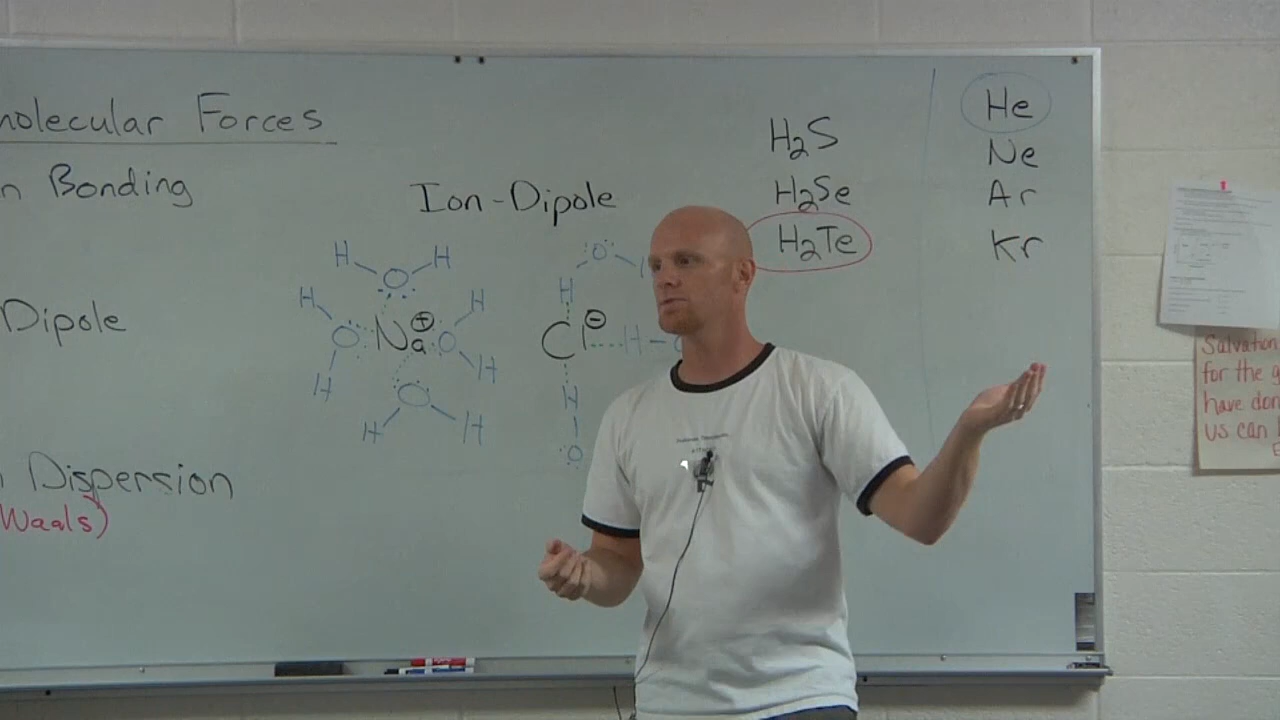 molecular Forces
n Bonding
Dipole
Dispersion
Waals)
Ion-Dipole
H H
O
H H
O Na ⊕ O
H H
O
H H
O
H
Cl ⊖
H
H
O
H2S
H2Se
H2Te
He
Ne
Ar
Kr
Salvation
for the
have don
us can